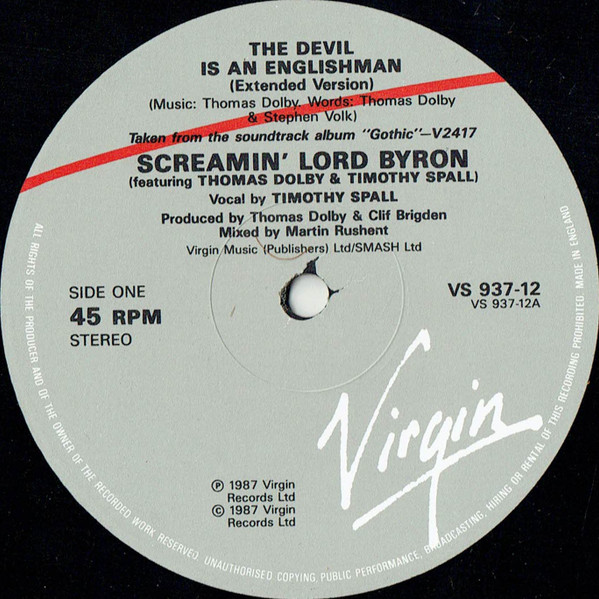 THE DEVIL
IS AN ENGLISHMAN
(Extended Version)
(Music: Thomas Dolby. Words: Thomas Dolby
& Stephen Volk)
Taken from the soundtrack album "Gothic"—V2417
SCREAMIN' LORD BYRON
(featuring THOMAS DOLBY & TIMOTHY SPALL)
Vocal by TIMOTHY SPALL
Produced by Thomas Dolby & Clif Brigden
Mixed by Martin Rushent
Virgin Music (Publishers) Ltd/SMASH Ltd
SIDE ONE
45 RPM
STEREO
VS 937-12
VS 937-12A
Virgin
℗ 1987 Virgin
Records Ltd
© 1987 Virgin
Records Ltd
ALL RIGHTS OF THE PRODUCER AND OF THE OWNER OF THE RECORDED WORK RESERVED. UNAUTHORISED COPYING, PUBLIC PERFORMANCE, BROADCASTING, HIRING OR RENTAL OF THIS RECORDING PROHIBITED. MADE IN ENGLAND